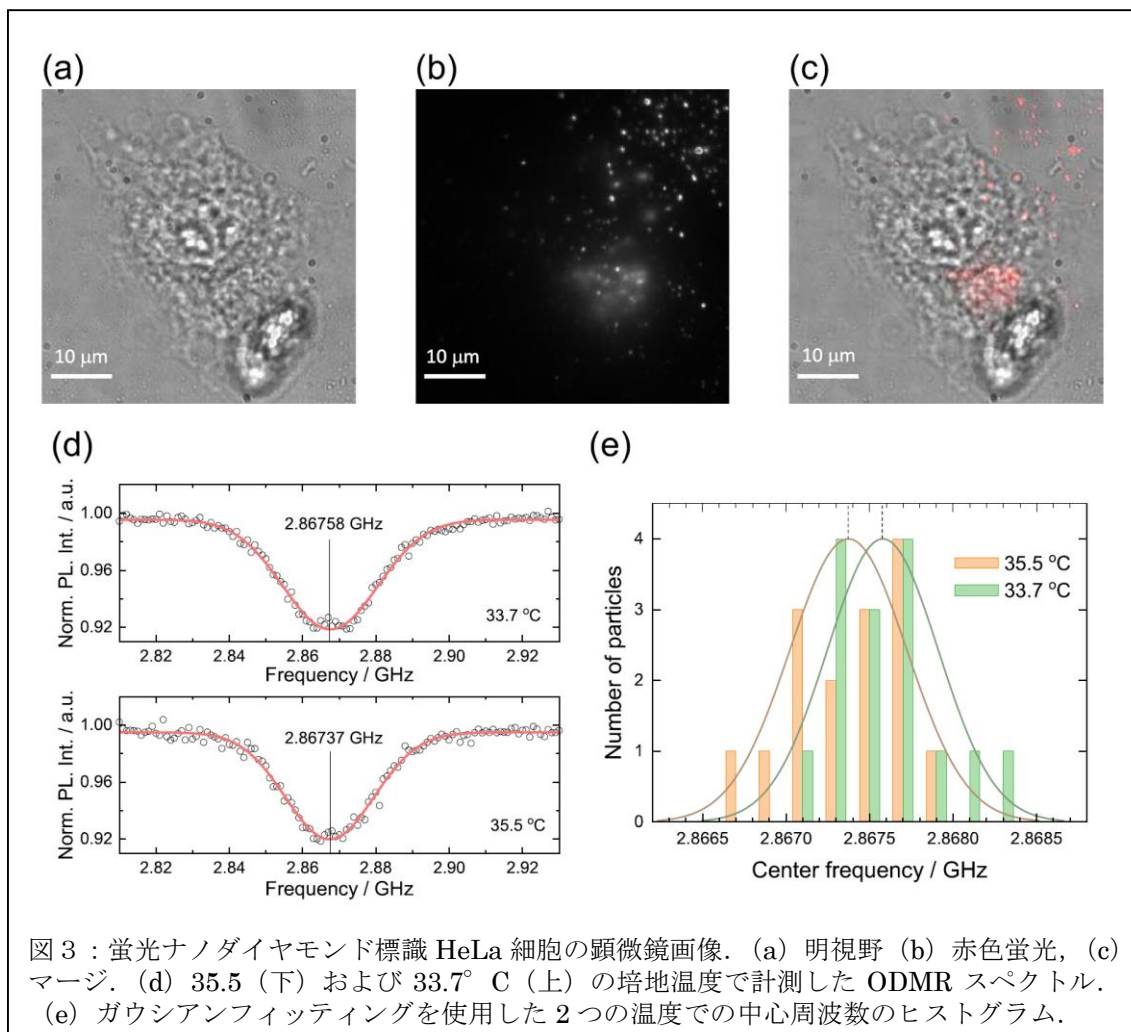 (a)
(b)
(c)
10 μm
10 μm
10 μm
(d)
(e)
1.00
0.96
0.92
Norm. PL. Int. / a.u.
2.86758 GHz
33.7 °C
2.82 2.84 2.86 2.88 2.90 2.92
Frequency / GHz
1.00
0.96
0.92
Norm. PL. Int. / a.u
2.86737 GHz
35.5 °C
2.82 2.84 2.86 2.88 2.90 2.92
Frequency / GHz
4
3
2
1
0
Number of particles
35.5 °C
33.7 °C
2.8665 2.8670 2.8675 2.8680 2.8685
Center frequency / GHz
図3：蛍光ナノダイヤモンド標識 HeLa 細胞の顕微鏡画像．(a) 明視野 (b) 赤色蛍光，(c)
マージ．(d) 35.5（下）および 33.7° C（上）の培地温度で計測した ODMR スペクトル．
(e) ガウシアンフィッティングを使用した 2 つの温度での中心周波数のヒストグラム．